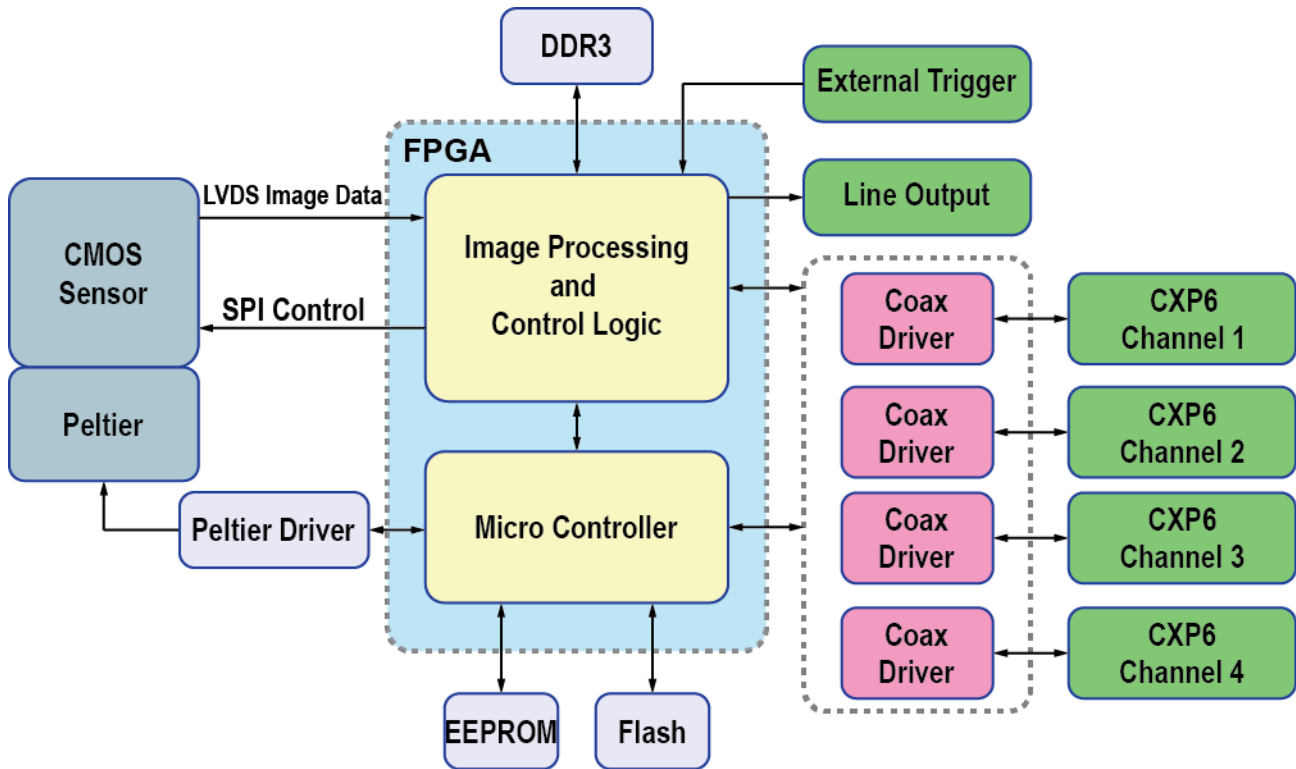 DDR3
External Trigger
FPGA
LVDS Image Data
Line Output
CMOS
Sensor
Image Processing
and
Control Logic
SPI Control
Coax
Driver
CXP6
Channel 1
Peltier
Coax
Driver
CXP6
Channel 2
Peltier Driver
Micro Controller
Coax
Driver
CXP6
Channel 3
Coax
Driver
CXP6
Channel 4
EEPROM
Flash